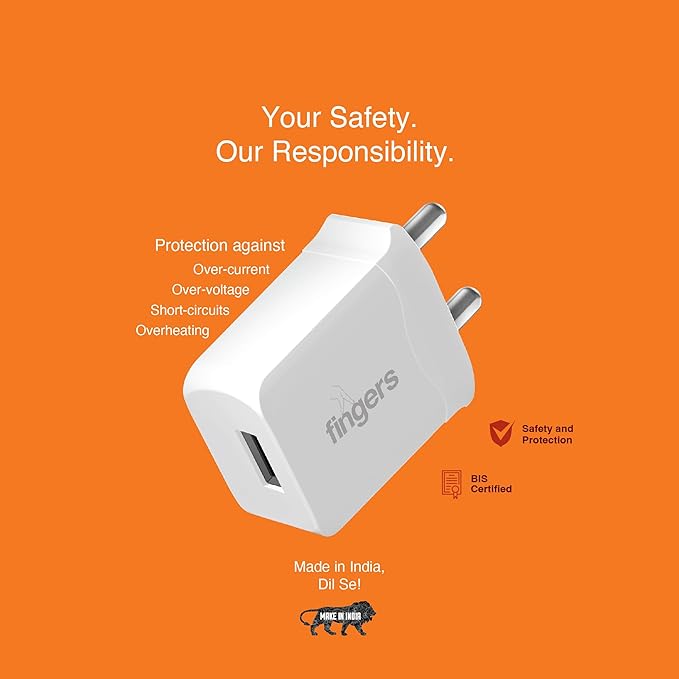 Your Safety.
Our Responsibility.
Protection against
Over-current
Over-voltage
Short-circuits
Overheating
fingers
Safety and
Protection
BIS
Certified
Made in India,
Dil Se!
MAKE IN INDIA